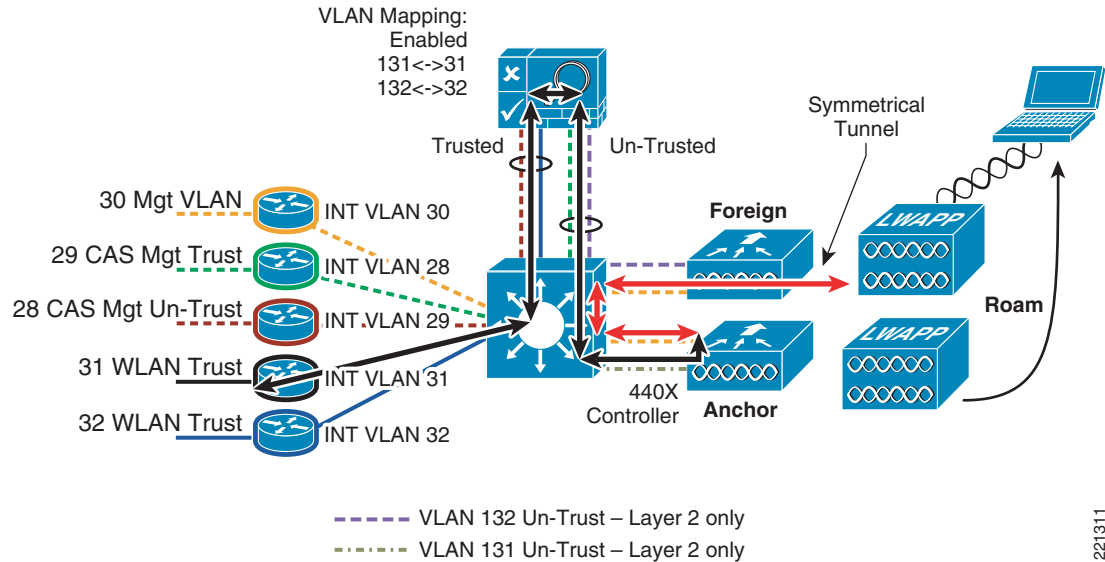 VLAN Mapping:
Enabled
131<->31
132<->32
Trusted
Un-Trusted
Symmetrical
Tunnel
30 Mgt VLAN
INT VLAN 30
29 CAS Mgt Trust
INT VLAN 28
28 CAS Mgt Un-Trust
INT VLAN 29
31 WLAN Trust
INT VLAN 31
32 WLAN Trust
INT VLAN 32
Foreign
LWAPP
Roam
LWAPP
440X
Controller
Anchor
VLAN 132 Un-Trust – Layer 2 only
VLAN 131 Un-Trust – Layer 2 only
221311